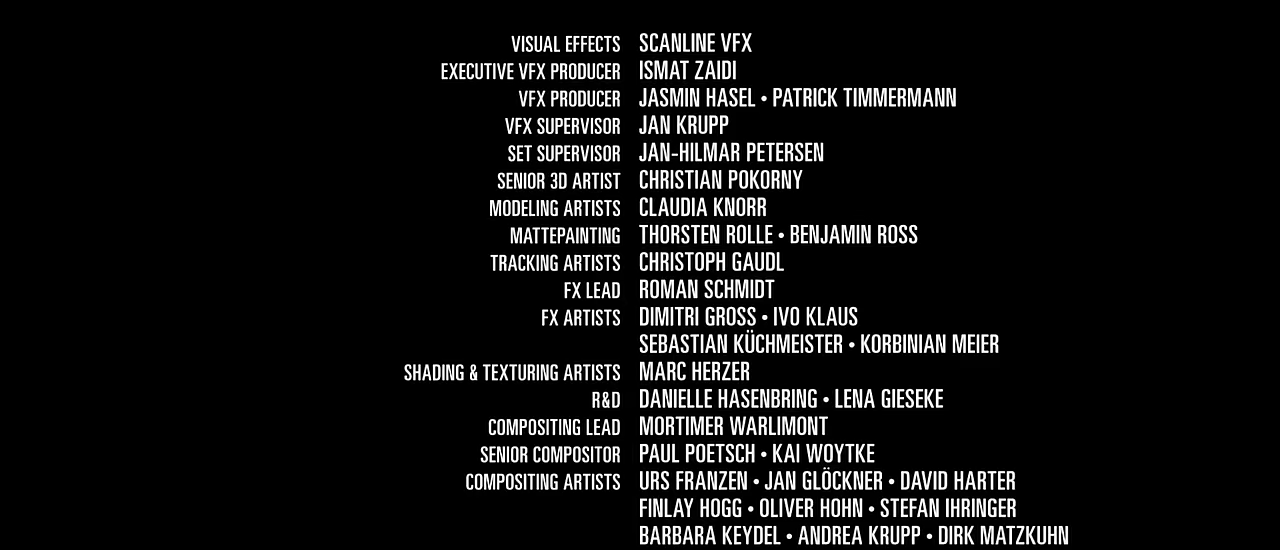 VISUAL EFFECTS SCANLINE VFX
EXECUTIVE VFX PRODUCER ISMAT ZAIDI
VFX PRODUCER JASMIN HASEL • PATRICK TIMMERMANN
VFX SUPERVISOR JAN KRUPP
SET SUPERVISOR JAN-HILMAR PETERSEN
SENIOR 3D ARTIST CHRISTIAN POKORNY
MODELING ARTISTS CLAUDIA KNORR
MATTEPAINTING THORSTEN ROLLE • BENJAMIN ROSS
TRACKING ARTISTS CHRISTOPH GAUDL
FX LEAD ROMAN SCHMIDT
FX ARTISTS DIMITRI GROSS • IVO KLAUS
SEBASTIAN KÜCHMEISTER • KORBINIAN MEIER
SHADING & TEXTURING ARTISTS MARC HERZER
R&D DANIELLE HASENBRING • LENA GIESEKE
COMPOSITING LEAD MORTIMER WARLIMONT
SENIOR COMPOSITOR PAUL POETSCH • KAI WOYTKE
COMPOSITING ARTISTS URS FRANZEN • JAN GLÖCKNER • DAVID HARTER
FINLAY HOGG • OLIVER HOHN • STEFAN IHRINGER
BARBARA KEYDEL • ANDREA KRUPP • DIRK MATZKUHN